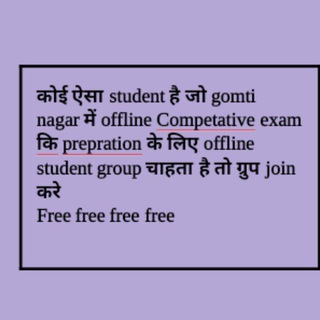 कोई ऐसा student है जो gomti
nagar में offline Competative exam
कि prepration के लिए offline
student group चाहता है तो ग्रुप join
करे
Free free free free